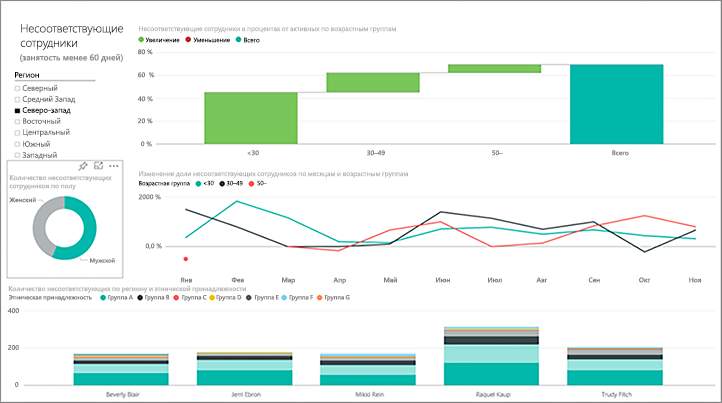 Несоответствующие
сотрудники
(занятость менее 60 дней)
Регион
Северный
Средний Запад
Северо-запад
Восточный
Центральный
Южный
Западный
Количество несоответствующих
сотрудников по полу
Женский
Мужской
Несоответствующие сотрудники в процентах от активных по возрастным группам
Увеличение Уменьшение Всего
80 %
60 %
40 %
20 %
0 %
<30 30–49 50– Всего
Изменение доли несоответствующих сотрудников по месяцам и возрастным группам
Возрастная группа <30 30–49 50–
2000 %
0,0 %
Янв Фев Мар Апр Май Июн Июл Авг Сен Окт Ноя
Количество несоответствующих по региону и этнической принадлежности
Этническая принадлежность Группа A Группа B Группа C Группа D Группа E Группа F Группа G
400
200
0
Beverly Blair Jerri Ebron Mikki Rein Raquel Kaup Trudy Fitch